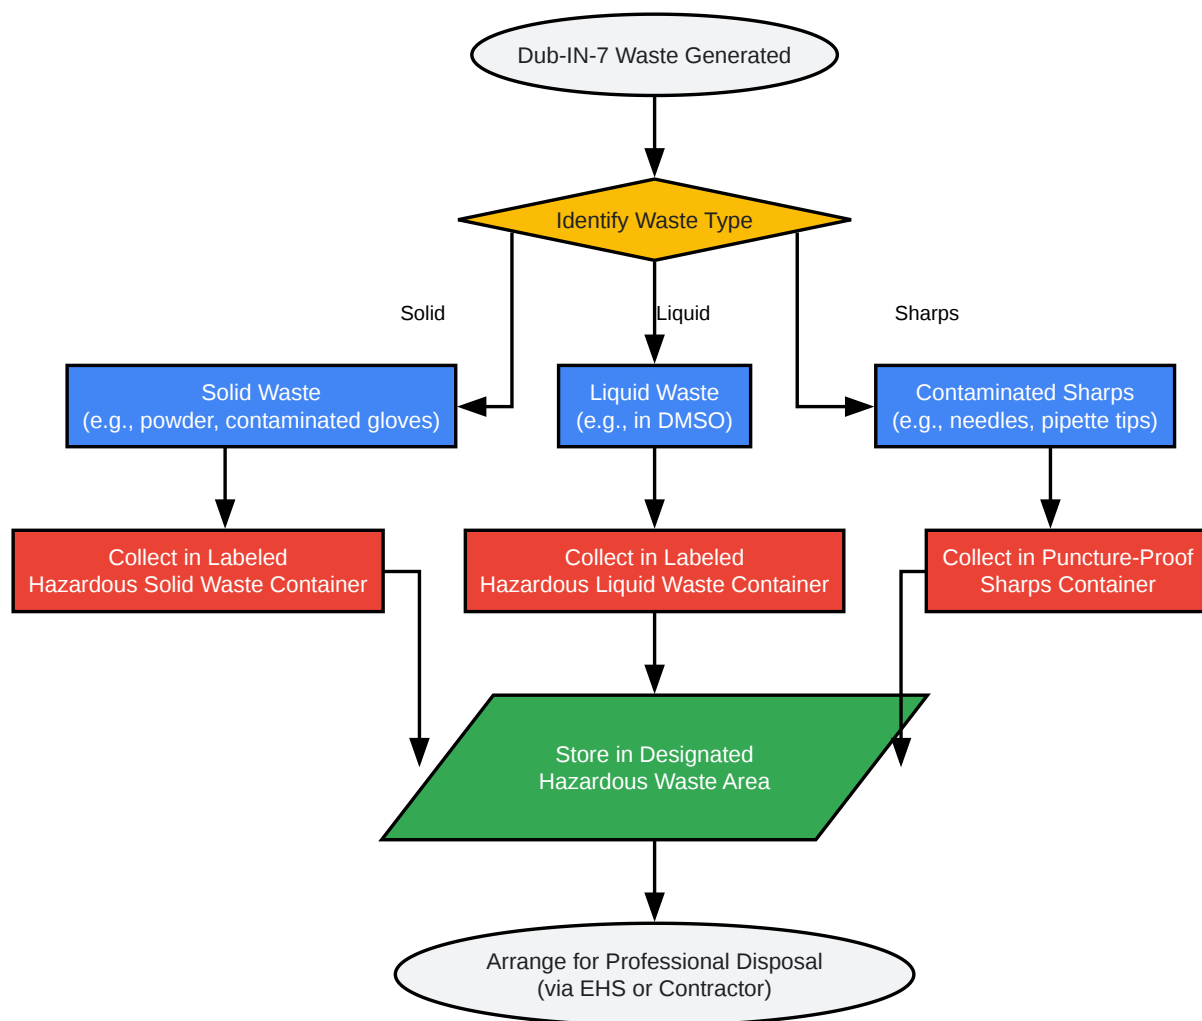 Dub-IN-7 Waste Generated
Identify Waste Type
Solid
Liquid
Sharps
Solid Waste
(e.g., powder, contaminated gloves)
Liquid Waste
(e.g., in DMSO)
Contaminated Sharps
(e.g., needles, pipette tips)
Collect in Labeled
Hazardous Solid Waste Container
Collect in Labeled
Hazardous Liquid Waste Container
Collect in Puncture-Proof
Sharps Container
Store in Designated
Hazardous Waste Area
Arrange for Professional Disposal
(via EHS or Contractor)